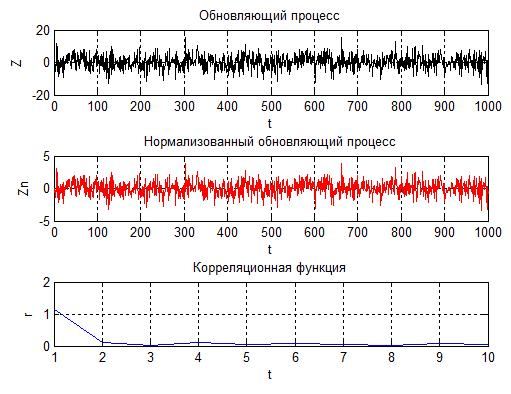 Обновляющий процесс
20
0
-20
Z
0 100 200 300 400 500 600 700 800 900 1000
t
Нормализованный обновляющий процесс
5
0
-5
Zn
0 100 200 300 400 500 600 700 800 900 1000
t
Корреляционная функция
2
1
0
r
1 2 3 4 5 6 7 8 9 10
t